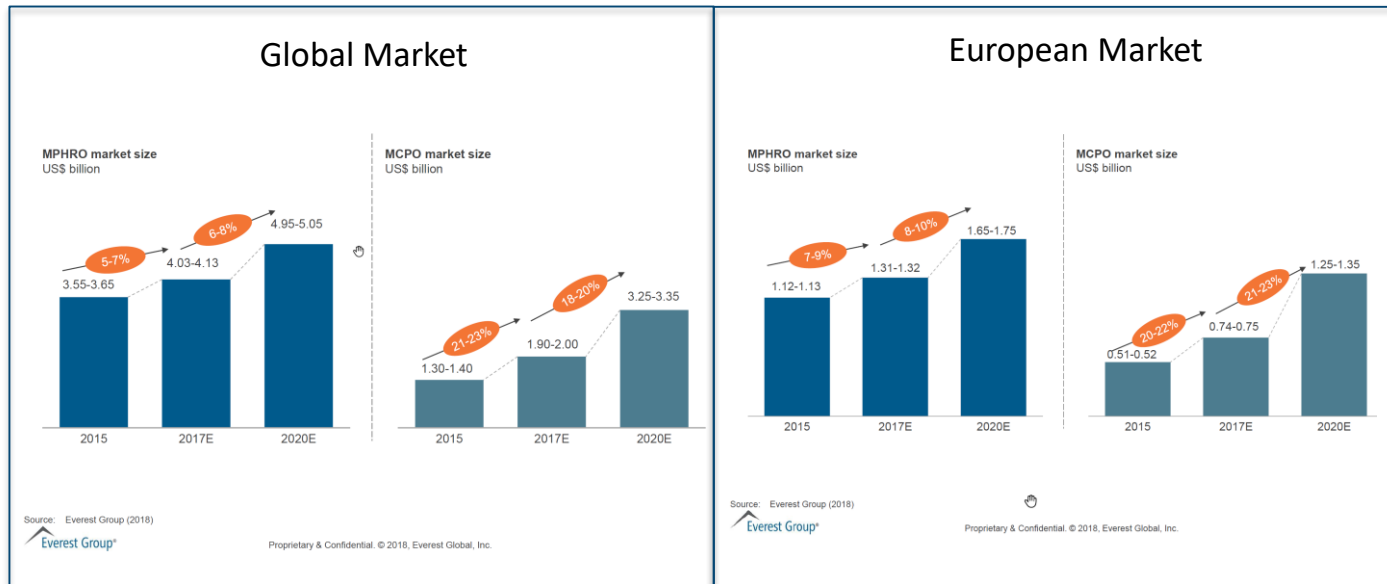 Global Market
MPHRO market size
US$ billion
5-7%
6-8%
3.55-3.65
4.03-4.13
4.95-5.05
2015
2017E
2020E
MCPO market size
US$ billion
21-23%
18-20%
1.30-1.40
1.90-2.00
3.25-3.35
2015
2017E
2020E
Source: Everest Group (2018)
Everest Group®
Proprietary & Confidential. © 2018, Everest Global, Inc.
European Market
MPHRO market size
US$ billion
7-9%
8-10%
1.12-1.13
1.31-1.32
1.65-1.75
2015
2017E
2020E
MCPO market size
US$ billion
20-22%
21-23%
0.51-0.52
0.74-0.75
1.25-1.35
2015
2017E
2020E
Source: Everest Group (2018)
Everest Group®
Proprietary & Confidential. © 2018, Everest Global, Inc.